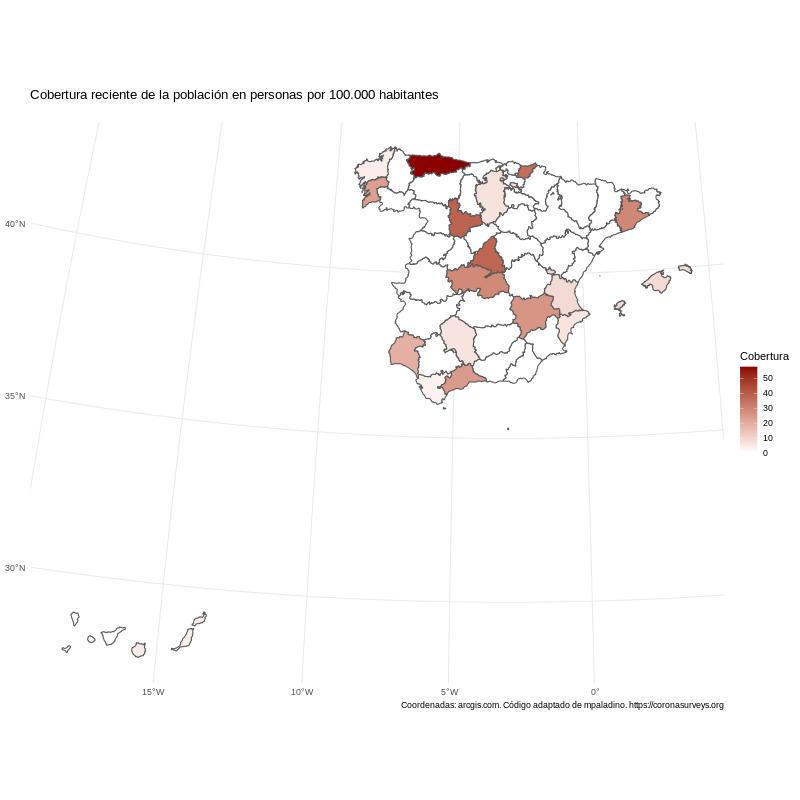 Cobertura reciente de la población en personas por 100.000 habitantes
40°N
35°N
30°N
15°W
10°W
5°W
0°
Cobertura
50
40
30
20
10
0
Coordenadas: arcgis.com. Código adaptado de mpaladino. https://coronasurveys.org